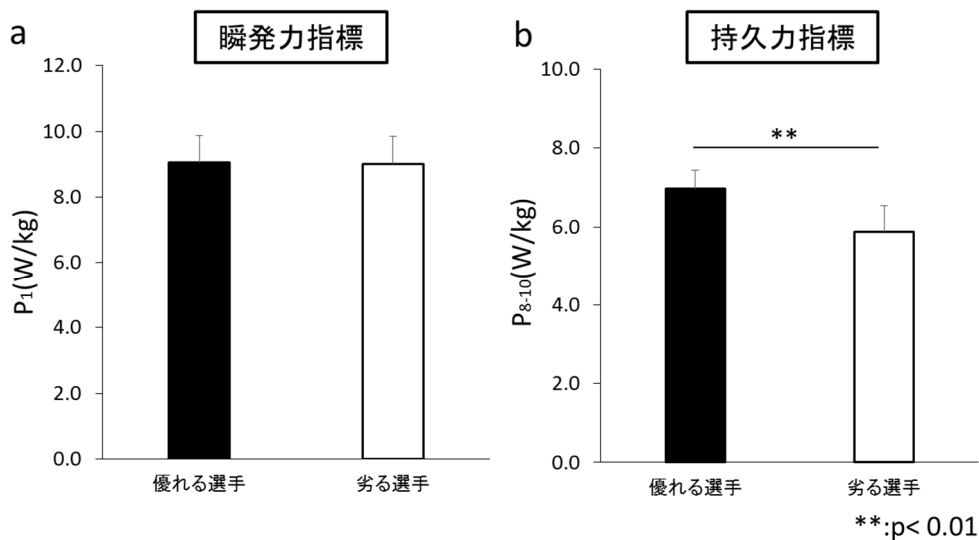 a
瞬発力指標
12.0
10.0
8.0
6.0
4.0
2.0
0.0
P1(W/kg)
優れる選手
劣る選手
b
持久力指標
10.0
8.0
6.0
4.0
2.0
0.0
P8-10(W/kg)
**
優れる選手
劣る選手
**:p< 0.01